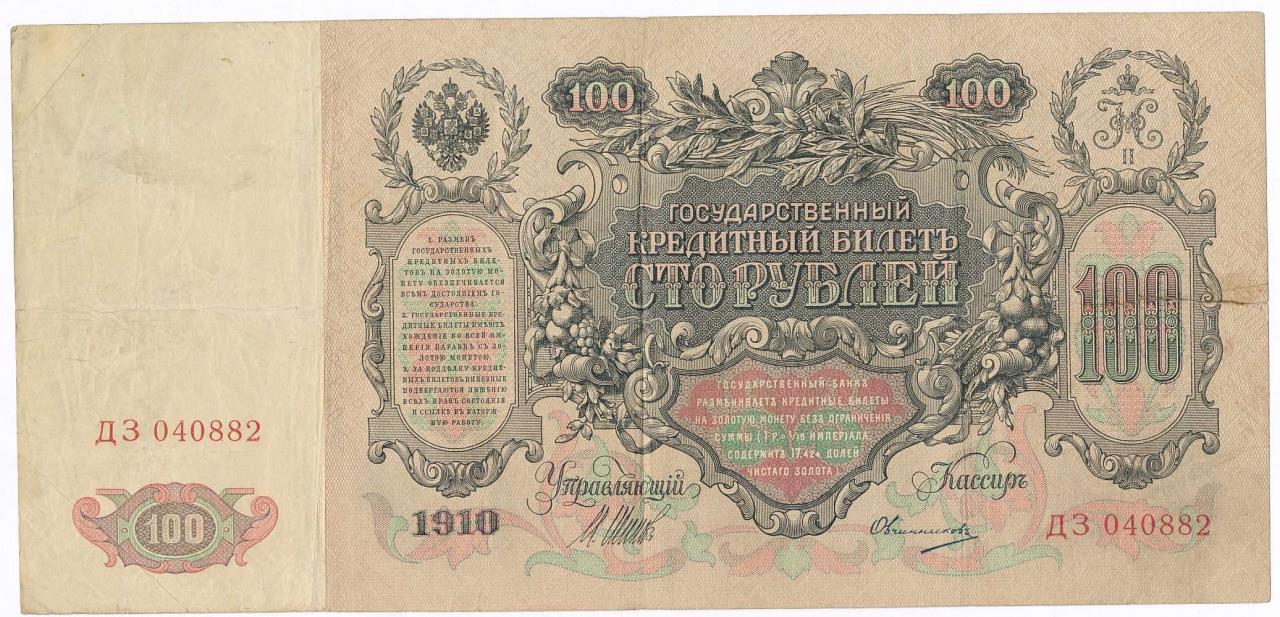 100
100
II
ГОСУДАРСТВЕННЫЙ
КРЕДИТНЫЙ БИЛЕТЪ
СТО РУБЛЕЙ
1. РАЗМѢНЪ
ГОСУДАРСТВЕННЫХЪ
КРЕДИТНЫХЪ БИЛЕ-
ТОВЪ НА ЗОЛОТУЮ МО-
НЕТУ ОБЕЗПЕЧИВАЕТСЯ
ВСѢМЪ ДОСТОЯНІЕМЪ ГО-
СУДАРСТВА.
2. ГОСУДАРСТВЕННЫЕ КРЕ-
ДИТНЫЕ БИЛЕТЫ ИМѢЮТЪ
ХОЖДЕНІЕ ВО ВСЕЙ ИМ-
ПЕРІИ НАРАВНѢ СЪ ЗО-
ЛОТОЮ МОНЕТОЮ.
3. ЗА ПОДДѢЛКУ КРЕДИТ-
НЫХЪ БИЛЕТОВЪ ВИНОВНЫЕ
ПОДВЕРГАЮТСЯ ЛИШЕНІЮ
ВСѢХЪ ПРАВЪ СОСТОЯНІЯ
И ССЫЛКѢ ВЪ КАТОРЖ-
НУЮ РАБОТУ.
100
ГОСУДАРСТВЕННЫЙ БАНКЪ
РАЗМѢНИВАЕТЪ КРЕДИТНЫЕ БИЛЕТЫ
НА ЗОЛОТУЮ МОНЕТУ БЕЗЪ ОГРАНИЧЕНІЯ
СУММЫ (1 Р.= 1/15 ИМПЕРІАЛА,
СОДЕРЖИТЪ 17,424 ДОЛЕЙ
ЧИСТАГО ЗОЛОТА)
ДЗ 040882
Управляющій
Кассиръ
100
1910
Овчинниковъ
ДЗ 040882